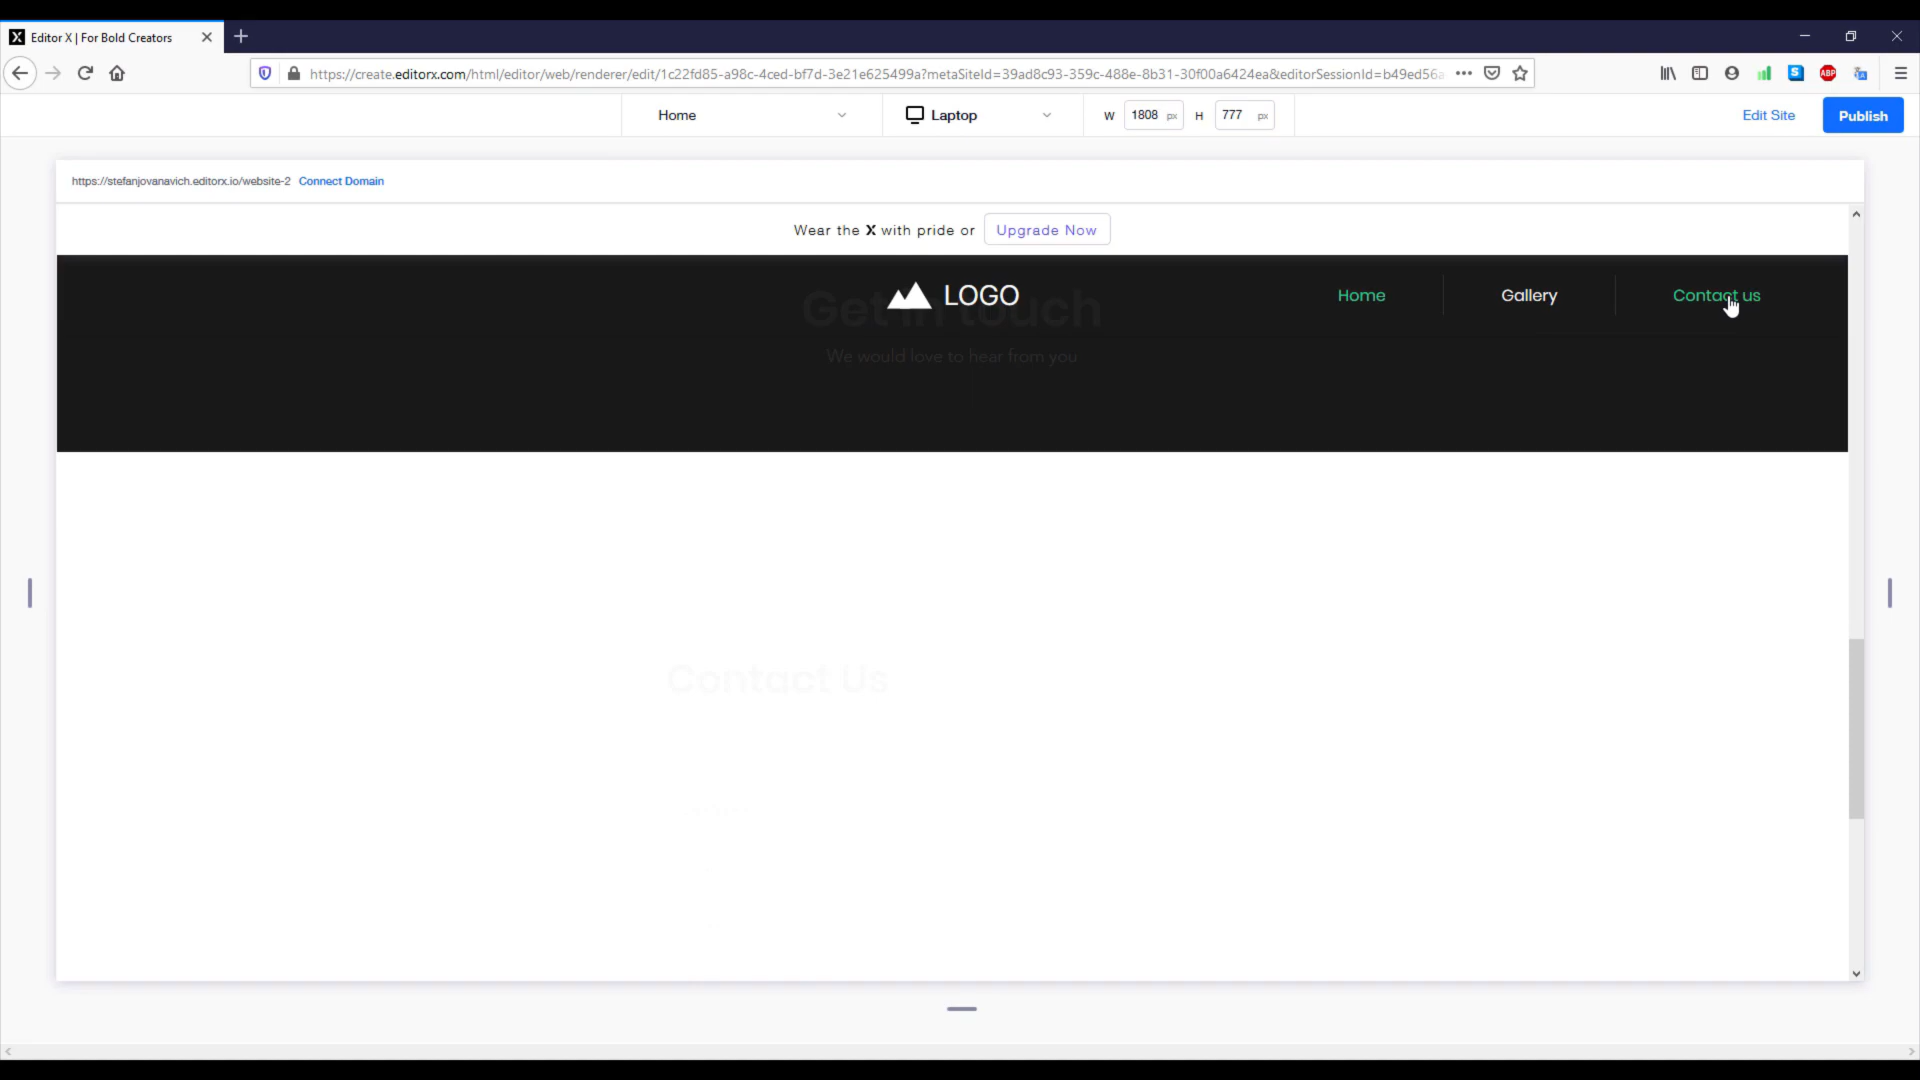 Editor X | For Bold Creators
https://create.editorx.com/html/editor/web/renderer/edit/1c22fd85-a98c-4ced-bf7d-3e21e625499a?metaSiteId=39ad8c93-359c-488e-8b31-30f00a6424ea&editorSessionId=b49ed56a
Home
Laptop
W 1808 px H 777 px
Edit Site
Publish
https://stefanjovanavich.editorx.io/website-2 Connect Domain
Wear the X with pride or Upgrade Now
LOGO
Home
Gallery
Contact us
Get in touch
We would love to hear from you
Contact Us